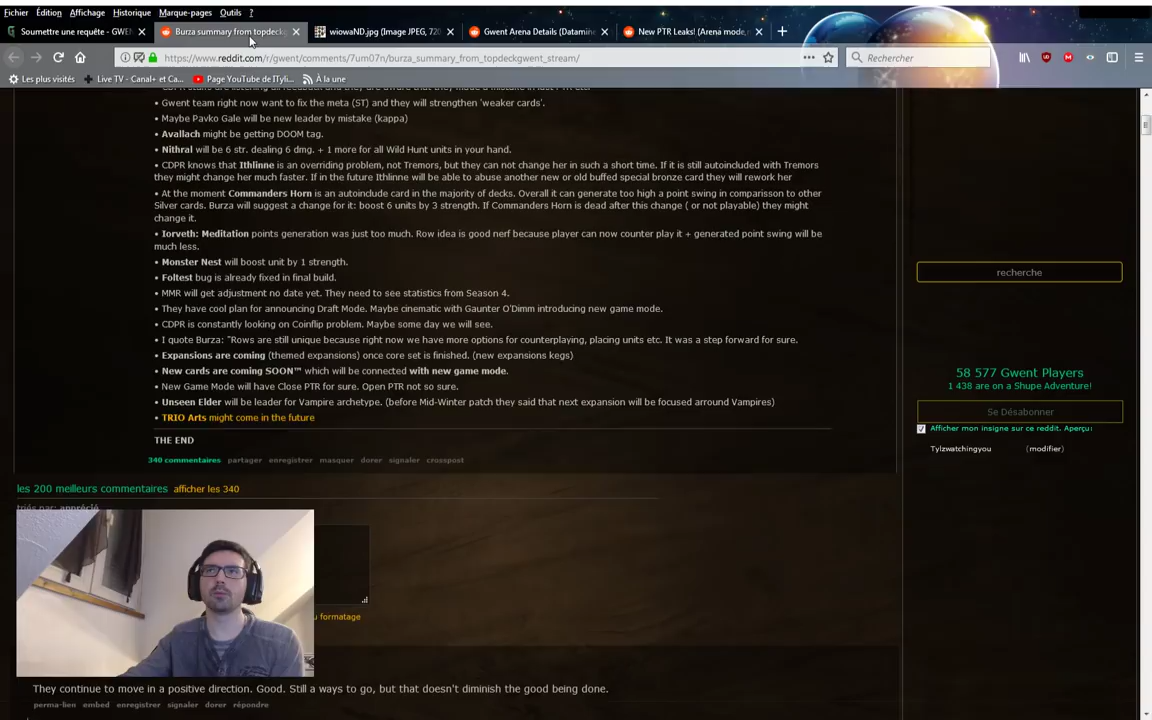 Fichier Édition Affichage Historique Marque-pages Outils ?
Soumettre une requête - GWEN
Burza summary from topdeckg
wiowaND.jpg (Image JPEG, 720
Gwent Arena Details (Datamine
New PTR Leaks! (Arena mode,
https://www.reddit.com/r/gwent/comments/7um07n/burza_summary_from_topdeckgwent_stream/
Rechercher
Les plus visités
Live TV - Canal+ et Ca...
Page YouTube de lTyli...
À la une
• Gwent team right now want to fix the meta (ST) and they will strengthen 'weaker cards'.
• Maybe Pavko Gale will be new leader by mistake (kappa)
• Avallach might be getting DOOM tag.
• Nithral will be 6 str. dealing 6 dmg. + 1 more for all Wild Hunt units in your hand.
• CDPR knows that Ithlinne is an overriding problem, not Tremors, but they can not change her in such a short time. If it is still autoincluded with Tremors
they might change her much faster. If in the future Ithlinne will be able to abuse another new or old buffed special bronze card they will rework her
• At the moment Commanders Horn is an autoinclude card in the majority of decks. Overall it can generate too high a point swing in comparisson to other
Silver cards. Burza will suggest a change for it: boost 6 units by 3 strength. If Commanders Horn is dead after this change ( or not playable) they might
change it.
• Iorveth: Meditation points generation was just too much. Row idea is good nerf because player can now counter play it + generated point swing will be
much less.
• Monster Nest will boost unit by 1 strength.
• Foltest bug is already fixed in final build.
• MMR will get adjustment no date yet. They need to see statistics from Season 4.
• They have cool plan for announcing Draft Mode. Maybe cinematic with Gaunter O'Dimm introducing new game mode.
• CDPR is constantly looking on Coinflip problem. Maybe some day we will see.
• I quote Burza: "Rows are still unique because right now we have more options for counterplaying, placing units etc. It was a step forward for sure.
• Expansions are coming (themed expansions) once core set is finished. (new expansions kegs)
• New cards are coming SOON™ which will be connected with new game mode.
• New Game Mode will have Close PTR for sure. Open PTR not so sure.
• Unseen Elder will be leader for Vampire archetype. (before Mid-Winter patch they said that next expansion will be focused arround Vampires)
• TRIO Arts might come in the future
THE END
340 commentaires partager enregistrer masquer dorer signaler crosspost
recherche
58 577 Gwent Players
1 438 are on a Shupe Adventure!
Se Désabonner
Afficher mon insigne sur ce reddit. Aperçu:
Tylzwatchingyou (modifier)
les 200 meilleurs commentaires afficher les 340
triés par: apprécié
u formatage
They continue to move in a positive direction. Good. Still a ways to go, but that doesn't diminish the good being done.
perma-lien embed enregistrer signaler dorer répondre